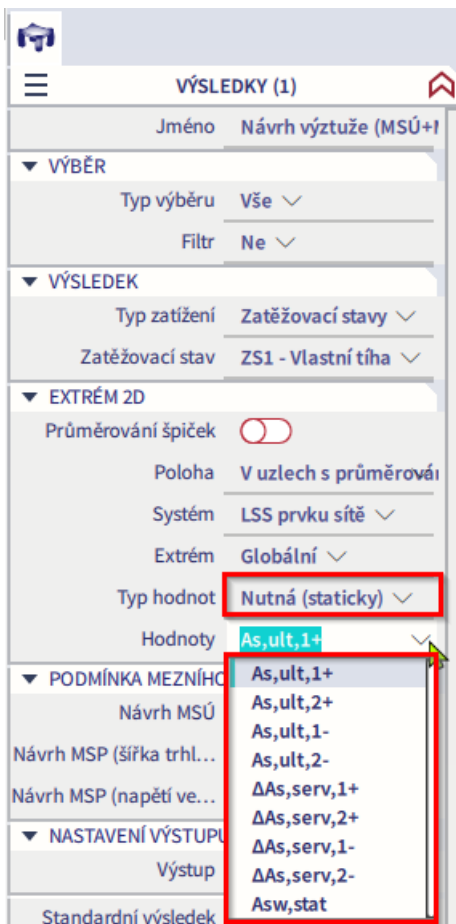 VÝSLEDKY (1)
Jméno Návrh výztuže (MSÚ+
VÝBĚR
Typ výběru Vše
Filtr Ne
VÝSLEDEK
Typ zatížení Zatěžovací stavy
Zatěžovací stav ZS1 - Vlastní tíha
EXTRÉM 2D
Průměrování špiček
Poloha V uzlech s průměrován
Systém LSS prvku sítě
Extrém Globální
Typ hodnot Nutná (staticky)
Hodnoty As,ult,1+
PODMÍNKA MEZNÍHO As,ult,1+
As,ult,2+
Návrh MSÚ As,ult,1-
As,ult,2-
Návrh MSP (šířka trhl... ΔAs,serv,1+
ΔAs,serv,2+
Návrh MSP (napětí ve... ΔAs,serv,1-
NASTAVENÍ VÝSTUPU ΔAs,serv,2-
Výstup Asw,stat
Standardní výsledek